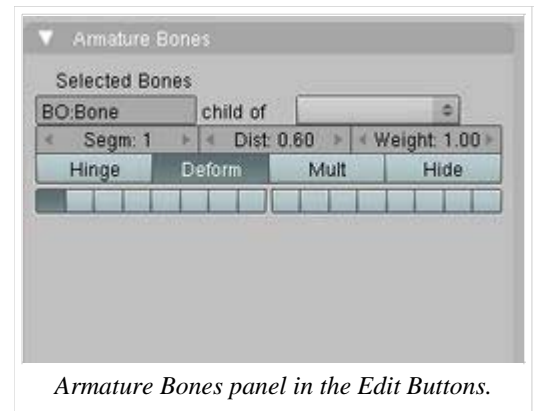 Armature Bones
Selected Bones
BO:Bone child of
Segm: 1 Dist: 0.60 Weight: 1.00
Hinge Deform Mult Hide
Armature Bones panel in the Edit Buttons.